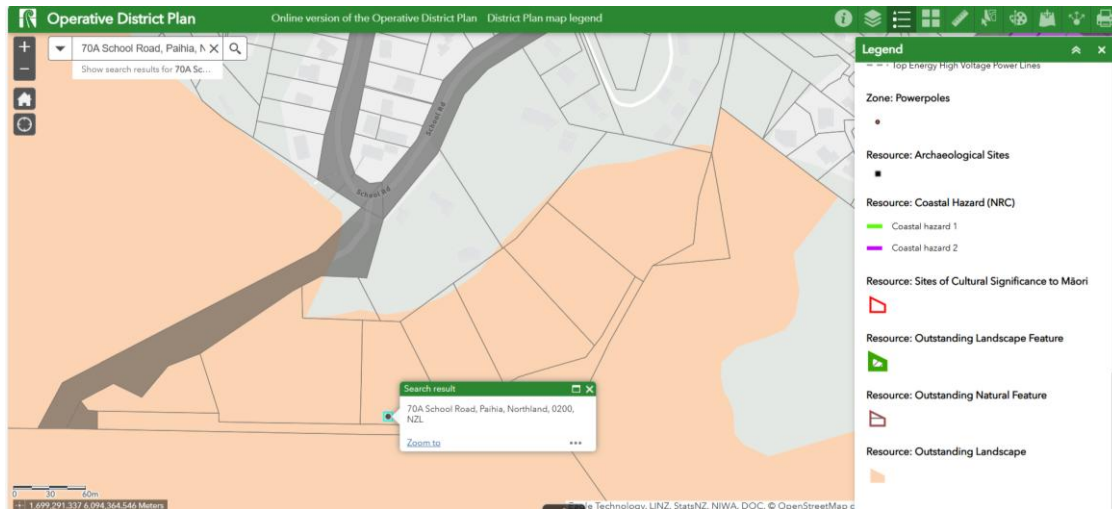 Operative District Plan
Online version of the Operative District Plan District Plan map legend
70A School Road, Paihia, N
Show search results for 70A Sc...
School Rd
School Rd
Search result
70A School Road, Paihia, Northland, 0200,
NZL
Zoom to
0 30 60m
1,699,291.337 6,094,364.546 Meters
Technology, LINZ, StatsNZ, NIWA, DOC, © OpenStreetMap
Legend
Top Energy High Voltage Power Lines
Zone: Powerpoles
Resource: Archaeological Sites
Resource: Coastal Hazard (NRC)
Coastal hazard 1
Coastal hazard 2
Resource: Sites of Cultural Significance to Māori
Resource: Outstanding Landscape Feature
Resource: Outstanding Natural Feature
Resource: Outstanding Landscape